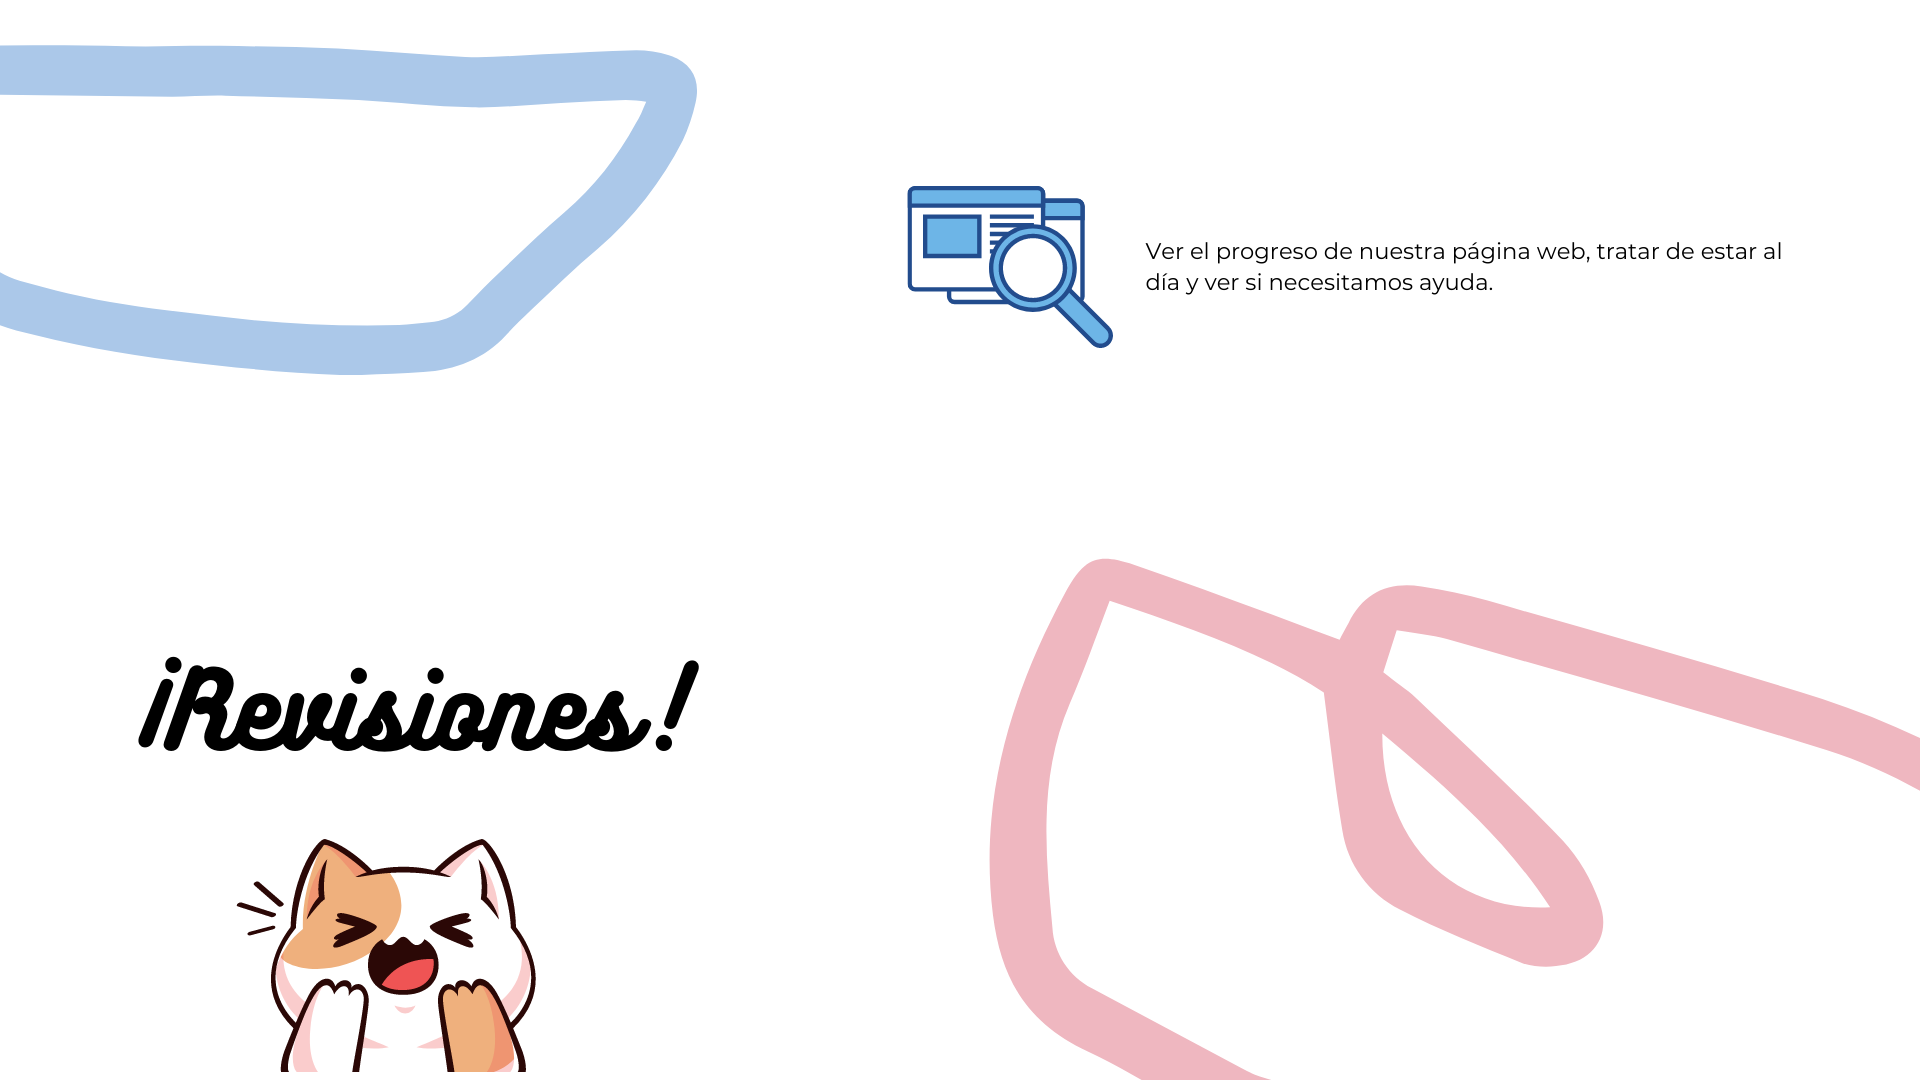 Ver el progreso de nuestra página web, tratar de estar al
día y ver si necesitamos ayuda.
¡Revisiones!